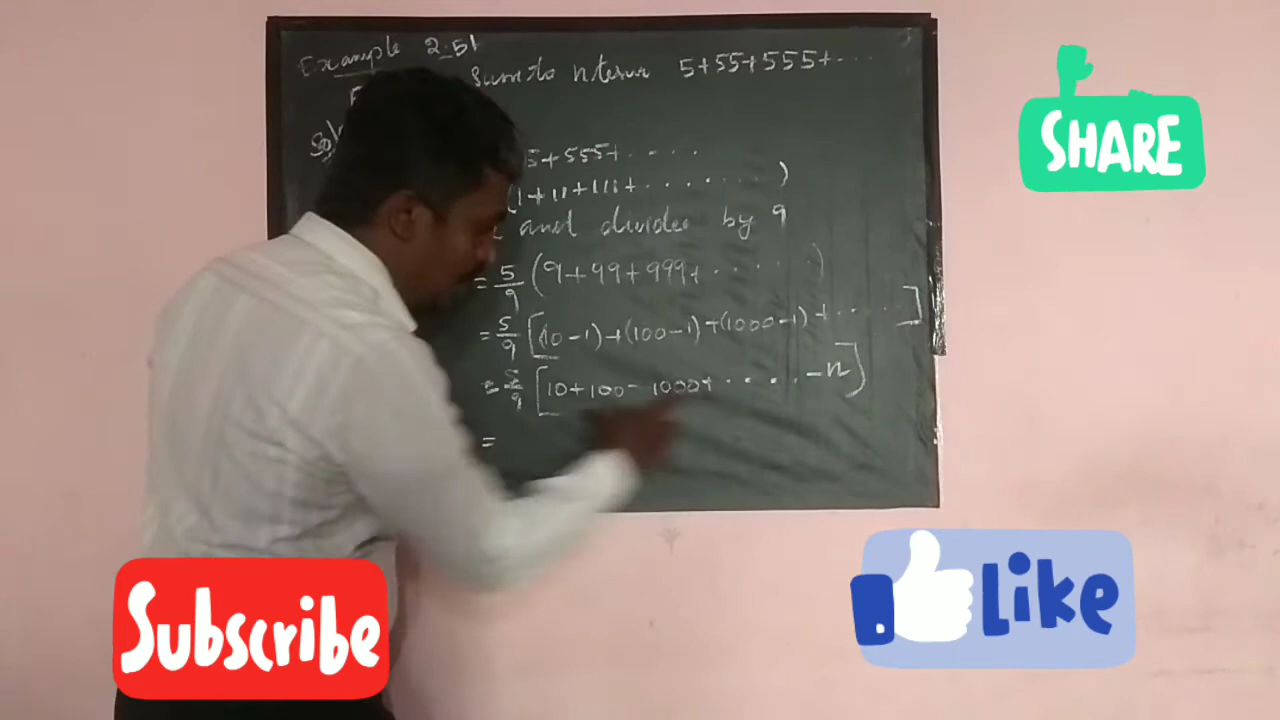 Example 2.51
Sum to n terms 5+55+555+...
Sol
5+555+.....
(1+11+111+.......)
and divided by 9
= 5/9 (9+99+999+......)
= 5/9 [(10-1)+(100-1)+(1000-1)+....]
= 5/9 [10+100-1000+.....-n]
=
SHARE
Subscribe
Like